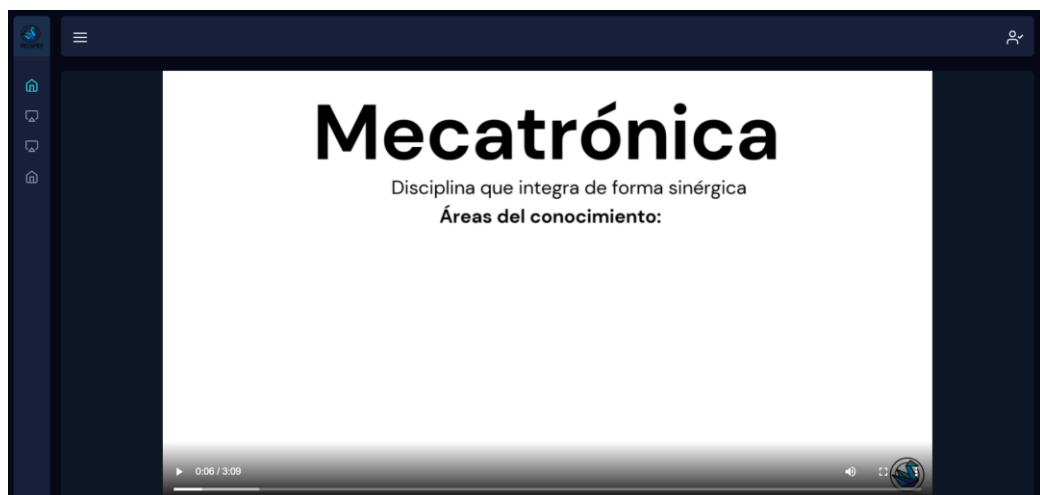 Mecatrónica
Disciplina que integra de forma sinérgica
Áreas del conocimiento:
0:06 / 3:09